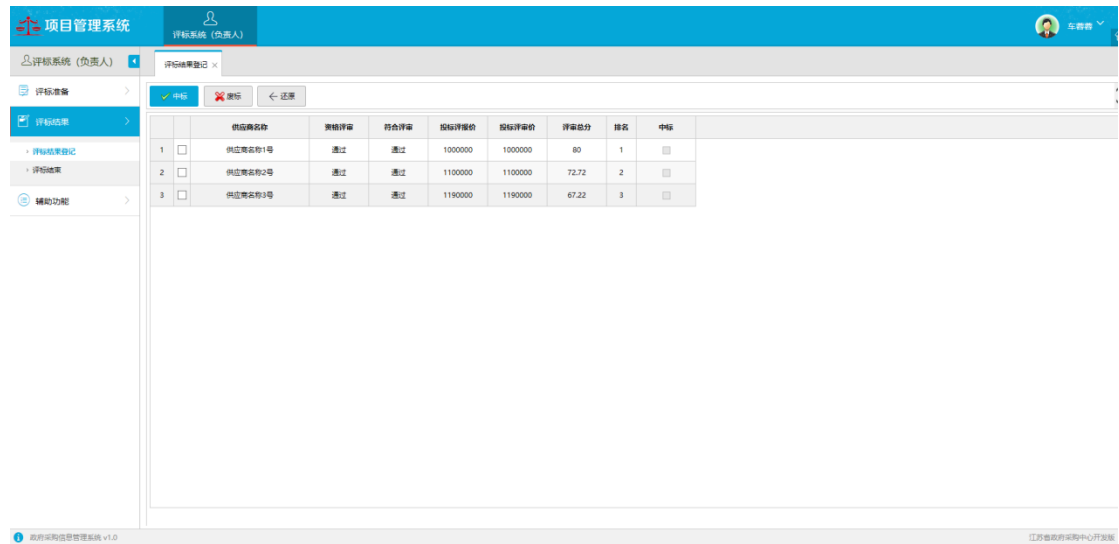 项目管理系统
评标系统（负责人）
车蓉蓉
评标系统（负责人）
评标结果登记 ×
评标准备
中标 废标 还原
评标结果
评标结果登记
评标结果
辅助功能
供应商名称 资格评审 符合评审 投标评报价 投标评审价 评审总分 排名 中标
1 供应商名称1号 通过 通过 1000000 1000000 80 1
2 供应商名称2号 通过 通过 1100000 1100000 72.72 2
3 供应商名称3号 通过 通过 1190000 1190000 67.22 3
政府采购信息管理系统 v1.0
江苏省政府采购中心开发版